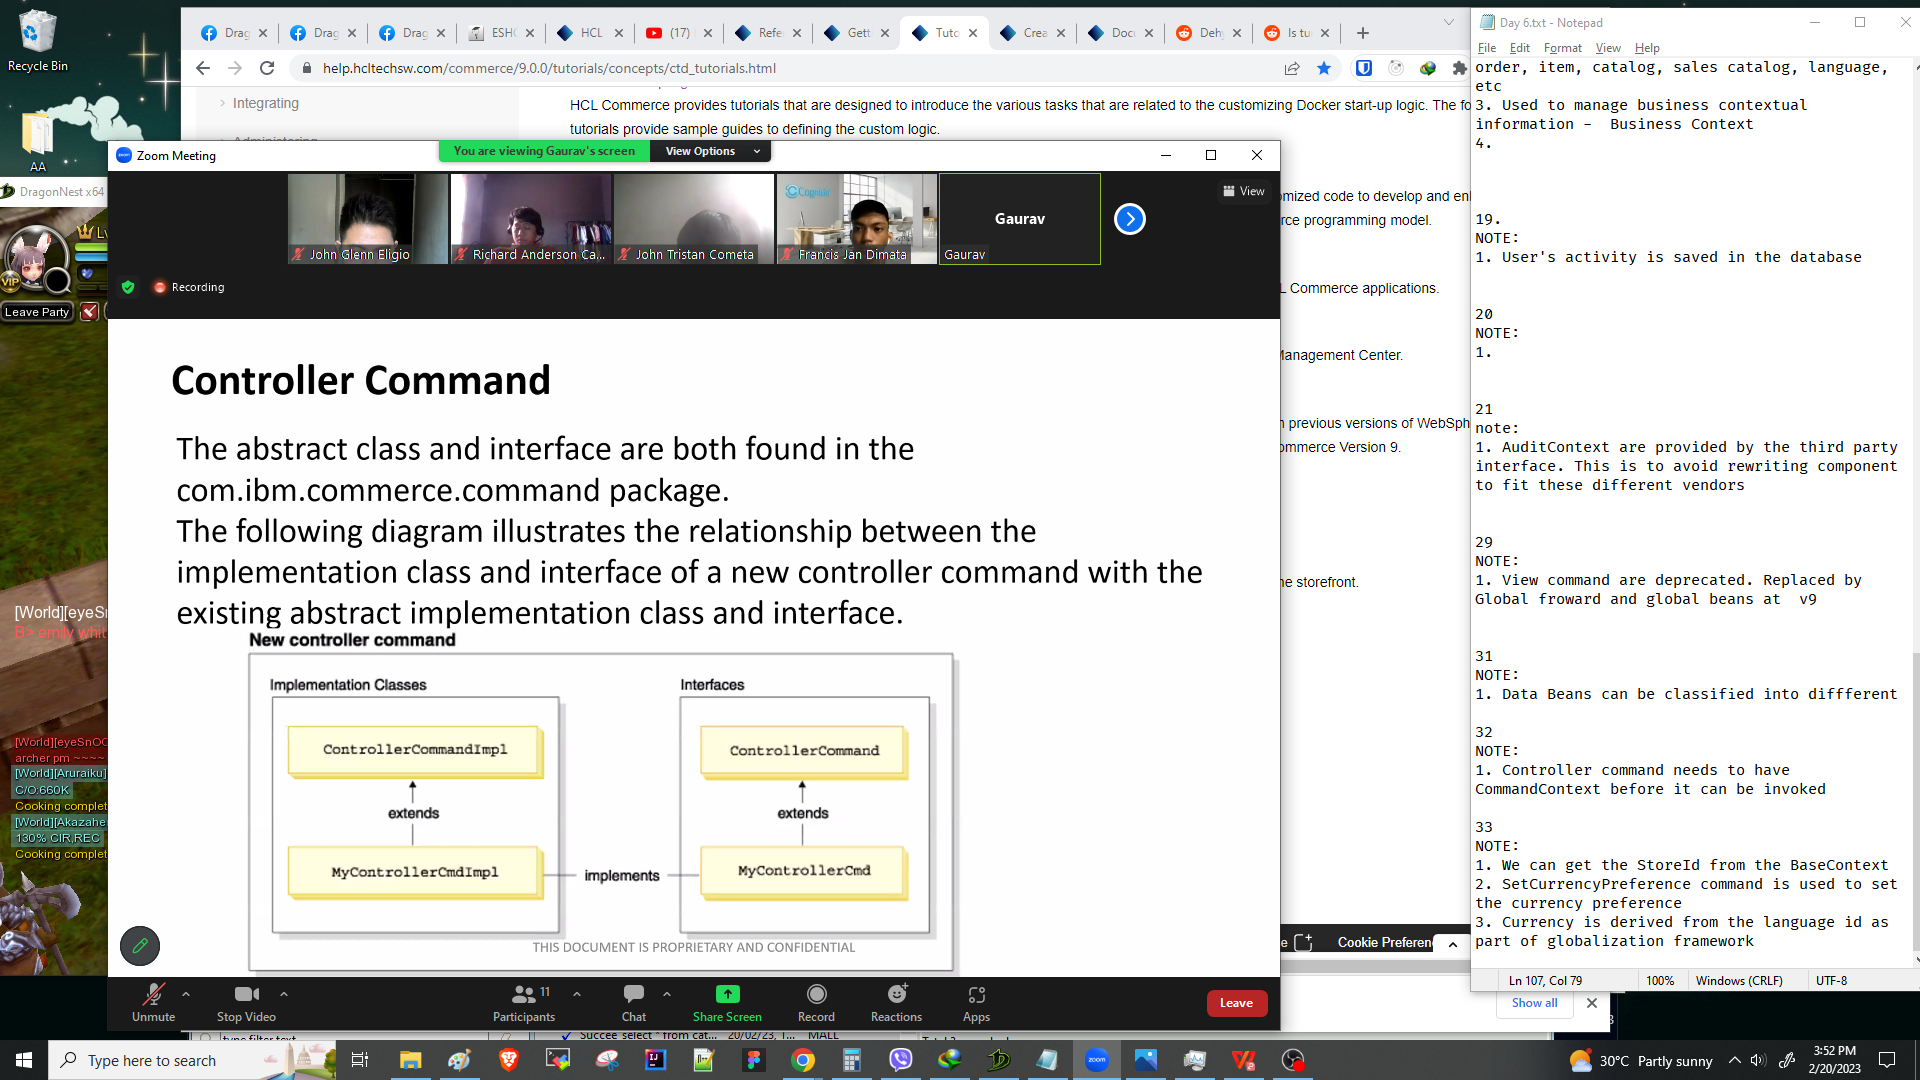 Recycle Bin
AA
DragonNest x64
VIP
Leave Party
[World][eyeSn
B> emily whit
[World][eyeSnOO
archer pm ~~~~
[World][Aruraiku]
C/O:660K
Cooking complet
[World][Akazahe
130% CIR,REC
Cooking complet
Drag
Drag
Drag
ESHO
HCL
(17)
Refe
Gett
Tuto
Crea
Docu
Dehy
Is tu
help.hcltechsw.com/commerce/9.0.0/tutorials/concepts/ctd_tutorials.html
Integrating
Administering
HCL Commerce provides tutorials that are designed to introduce the various tasks that are related to the customizing Docker start-up logic. The fo
tutorials provide sample guides to defining the custom logic.
omized code to develop and enh
rce programming model.
L Commerce applications.
Management Center.
n previous versions of WebSph
ommerce Version 9.
he storefront.
Cookie Preferen
Show all
Zoom Meeting
You are viewing Gaurav's screen
View Options
View
John Glenn Eligio
Richard Anderson Ca...
John Tristan Cometa
Francis Jan Dimata
Gaurav
Gaurav
Recording
Controller Command
The abstract class and interface are both found in the
com.ibm.commerce.command package.
The following diagram illustrates the relationship between the
implementation class and interface of a new controller command with the
existing abstract implementation class and interface.
New controller command
Implementation Classes
Interfaces
ControllerCommandImpl
ControllerCommand
extends
extends
MyControllerCmdImpl
implements
MyControllerCmd
THIS DOCUMENT IS PROPRIETARY AND CONFIDENTIAL
Unmute
Stop Video
11
Participants
Chat
Share Screen
Record
Reactions
Apps
Leave
Day 6.txt - Notepad
File Edit Format View Help
order, item, catalog, sales catalog, language,
etc
3. Used to manage business contextual
information -  Business Context
4.
19.
NOTE:
1. User's activity is saved in the database
20
NOTE:
1.
21
note:
1. AuditContext are provided by the third party
interface. This is to avoid rewriting component
to fit these different vendors
29
NOTE:
1. View command are deprecated. Replaced by
Global froward and global beans at  v9
31
NOTE:
1. Data Beans can be classified into diffferent
32
NOTE:
1. Controller command needs to have
CommandContext before it can be invoked
33
NOTE:
1. We can get the StoreId from the BaseContext
2. SetCurrencyPreference command is used to set
the currency preference
3. Currency is derived from the language id as
part of globalization framework
Ln 107, Col 79
100%
Windows (CRLF)
UTF-8
type filter text
Succee select * from cat...
20/02/23, 1...
MALL
Type here to search
30°C Partly sunny
3:52 PM
2/20/2023